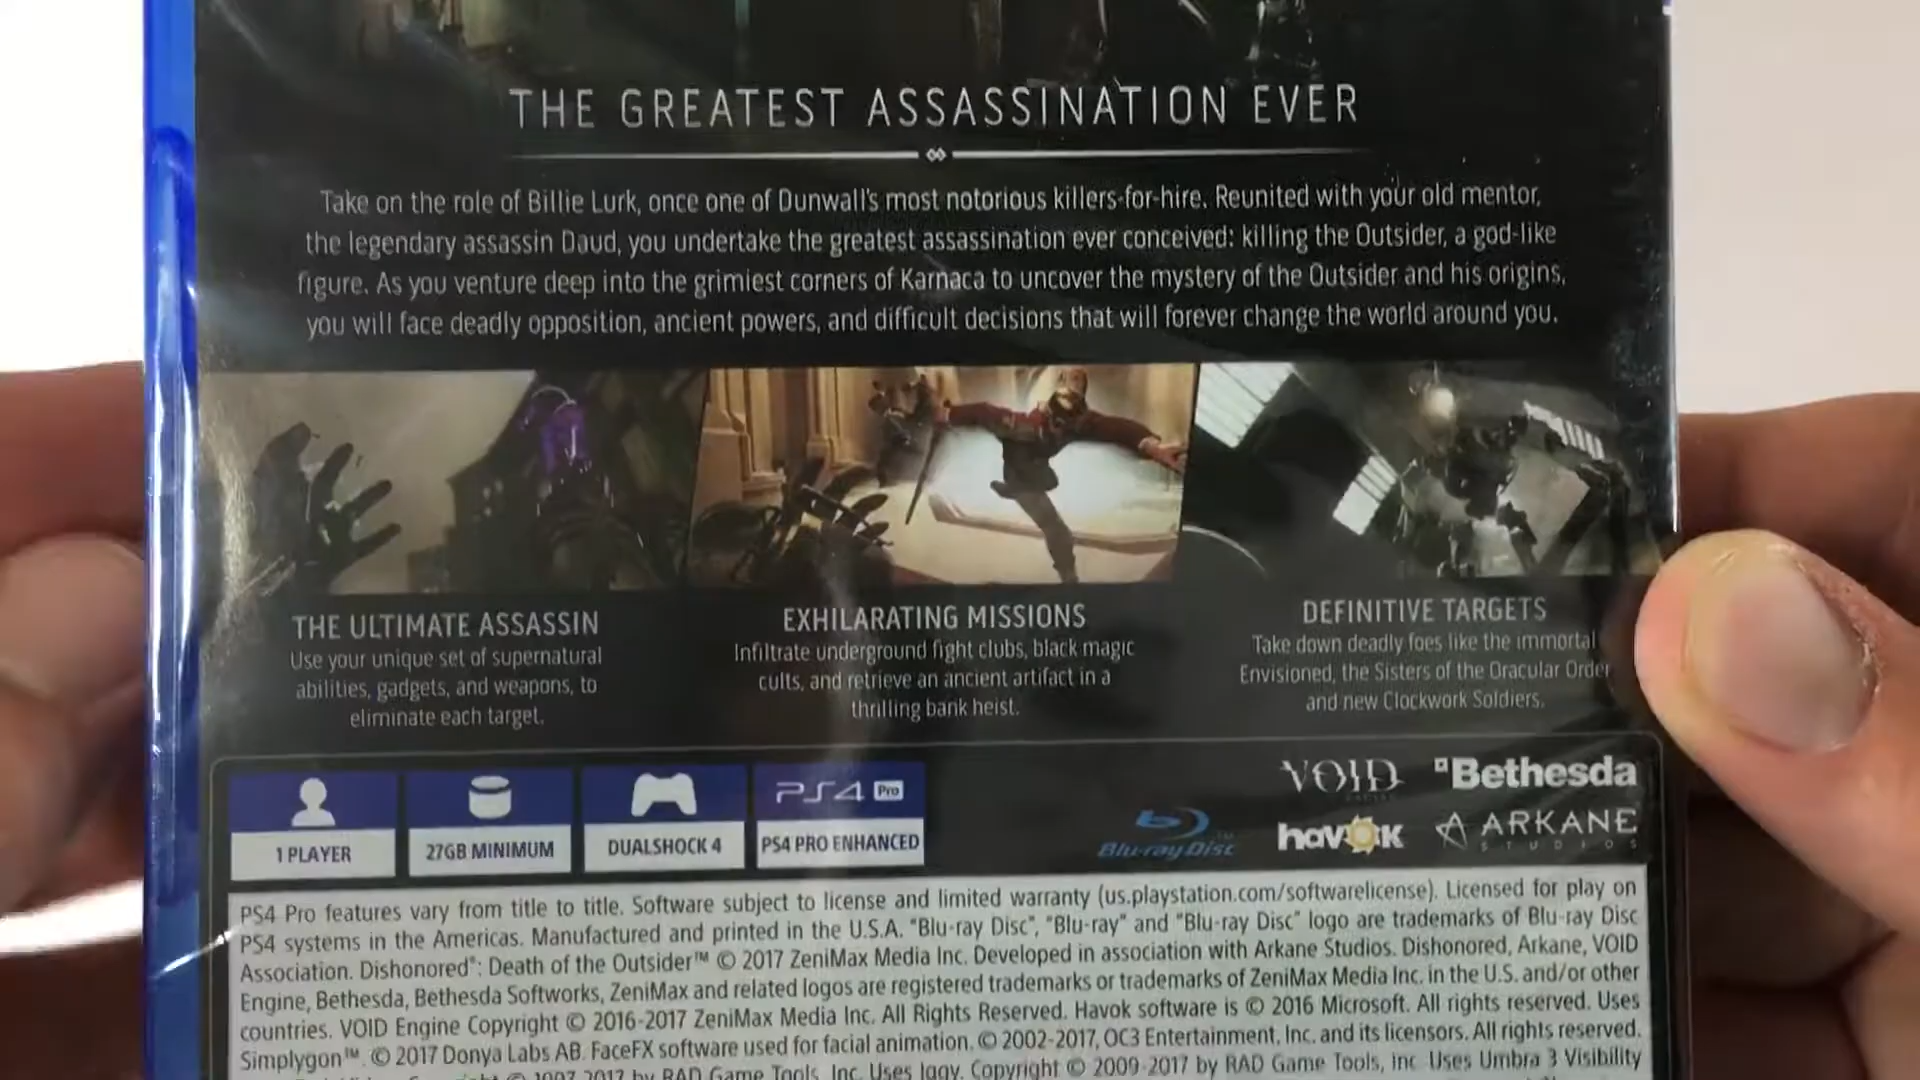 THE GREATEST ASSASSINATION EVER
Take on the role of Billie Lurk, once one of Dunwall's most notorious killers-for-hire. Reunited with your old mentor,
the legendary assassin Daud, you undertake the greatest assassination ever conceived: killing the Outsider, a god-like
figure. As you venture deep into the grimiest corners of Karnaca to uncover the mystery of the Outsider and his origins,
you will face deadly opposition, ancient powers, and difficult decisions that will forever change the world around you.
THE ULTIMATE ASSASSIN
Use your unique set of supernatural
abilities, gadgets, and weapons, to
eliminate each target.
EXHILARATING MISSIONS
Infiltrate underground fight clubs, black magic
cults, and retrieve an ancient artifact in a
thrilling bank heist.
DEFINITIVE TARGETS
Take down deadly foes like the immortal
Envisioned, the Sisters of the Oracular Order
and new Clockwork Soldiers.
1 PLAYER
27GB MINIMUM
DUALSHOCK 4
PS4 Pro
PS4 PRO ENHANCED
Blu-ray Disc™
VOID
Bethesda
havok
ARKANE
STUDIOS
PS4 Pro features vary from title to title. Software subject to license and limited warranty (us.playstation.com/softwarelicense). Licensed for play on
PS4 systems in the Americas. Manufactured and printed in the U.S.A. "Blu-ray Disc", "Blu-ray" and "Blu-ray Disc" logo are trademarks of Blu-ray Disc
Association. Dishonored®: Death of the Outsider™ © 2017 ZeniMax Media Inc. Developed in association with Arkane Studios. Dishonored, Arkane, VOID
Engine, Bethesda, Bethesda Softworks, ZeniMax and related logos are registered trademarks or trademarks of ZeniMax Media Inc. in the U.S. and/or other
countries. VOID Engine Copyright © 2016-2017 ZeniMax Media Inc. All Rights Reserved. Havok software is © 2016 Microsoft. All rights reserved. Uses
Simplygon™. © 2017 Donya Labs AB. FaceFX software used for facial animation. © 2002-2017, OC3 Entertainment, Inc. and its licensors. All rights reserved.
© 1997-2017 by RAD Game Tools, Inc. Uses Iggy. Copyright © 2009-2017 by RAD Game Tools, Inc Uses Umbra 3 Visibility